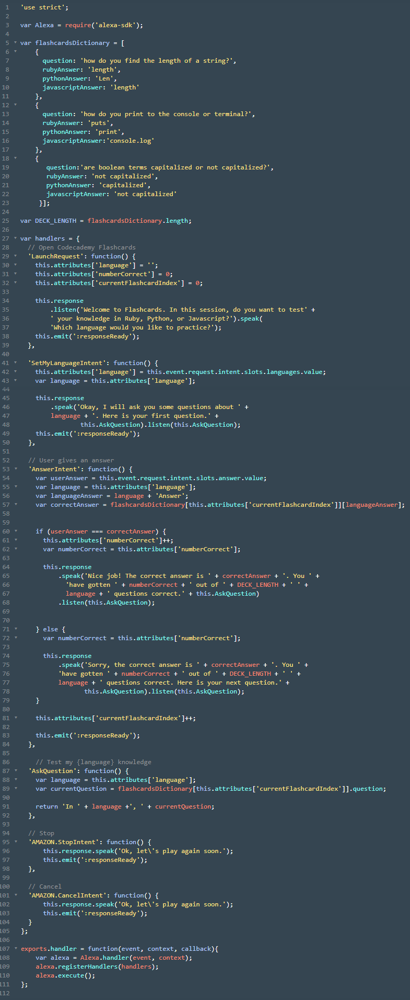 1 'use strict';
2
3 var Alexa = require('alexa-sdk');
4
5 var flashcardsDictionary = [
6 {
7 question: 'how do you find the length of a string?',
8 rubyAnswer: 'length',
9 pythonAnswer: 'Len',
10 javascriptAnswer: 'length'
11 },
12 {
13 question: 'how do you print to the console or terminal?',
14 rubyAnswer: 'puts',
15 pythonAnswer: 'print',
16 javascriptAnswer:'console.log'
17 },
18 {
19 question:'are boolean terms capitalized or not capitalized?',
20 rubyAnswer: 'not capitalized',
21 pythonAnswer: 'capitalized',
22 javascriptAnswer: 'not capitalized'
23 }];
24
25 var DECK_LENGTH = flashcardsDictionary.length;
26
27 var handlers = {
28 // Open Codecademy Flashcards
29 'LaunchRequest': function() {
30 this.attributes['language'] = '';
31 this.attributes['numberCorrect'] = 0;
32 this.attributes['currentFlashcardIndex'] = 0;
33
34 this.response
35 .listen('Welcome to Flashcards. In this session, do you want to test' +
36 ' your knowledge in Ruby, Python, or Javascript?').speak(
37 'Which language would you like to practice?');
38 this.emit(':responseReady');
39 },
40
41 'SetMyLanguageIntent': function() {
42 this.attributes['language'] = this.event.request.intent.slots.languages.value;
43 var language = this.attributes['language'];
44
45 this.response
46 .speak('Okay, I will ask you some questions about ' +
47 language + '. Here is your first question.' +
48 this.AskQuestion).listen(this.AskQuestion);
49 this.emit(':responseReady');
50 },
51
52 // User gives an answer
53 'AnswerIntent': function() {
54 var userAnswer = this.event.request.intent.slots.answer.value;
55 var language = this.attributes['language'];
56 var languageAnswer = language + 'Answer';
57 var correctAnswer = flashcardsDictionary[this.attributes['currentFlashcardIndex']][languageAnswer];
58
59
60 if (userAnswer === correctAnswer) {
61 this.attributes['numberCorrect']++;
62 var numberCorrect = this.attributes['numberCorrect'];
63
64 this.response
65 .speak('Nice job! The correct answer is ' + correctAnswer + '. You ' +
66 'have gotten ' + numberCorrect + ' out of ' + DECK_LENGTH + ' ' +
67 language + ' questions correct.' + this.AskQuestion)
68 .listen(this.AskQuestion);
69
70
71 } else {
72 var numberCorrect = this.attributes['numberCorrect'];
73
74 this.response
75 .speak('Sorry, the correct answer is ' + correctAnswer + '. You ' +
76 'have gotten ' + numberCorrect + ' out of ' + DECK_LENGTH + ' ' +
77 language + ' questions correct. Here is your next question.' +
78 this.AskQuestion).listen(this.AskQuestion);
79 }
80
81 this.attributes['currentFlashcardIndex']++;
82
83 this.emit(':responseReady');
84 },
85
86 // Test my {language} knowledge
87 'AskQuestion': function() {
88 var language = this.attributes['language'];
89 var currentQuestion = flashcardsDictionary[this.attributes['currentFlashcardIndex']].question;
90
91 return 'In ' + language +', ' + currentQuestion;
92 },
93
94 // Stop
95 'AMAZON.StopIntent': function() {
96 this.response.speak('Ok, let\'s play again soon.');
97 this.emit(':responseReady');
98 },
99
100 // Cancel
101 'AMAZON.CancelIntent': function() {
102 this.response.speak('Ok, let\'s play again soon.');
103 this.emit(':responseReady');
104 }
105 };
106
107 exports.handler = function(event, context, callback){
108 var alexa = Alexa.handler(event, context);
109 alexa.registerHandlers(handlers);
110 alexa.execute();
111 };
112